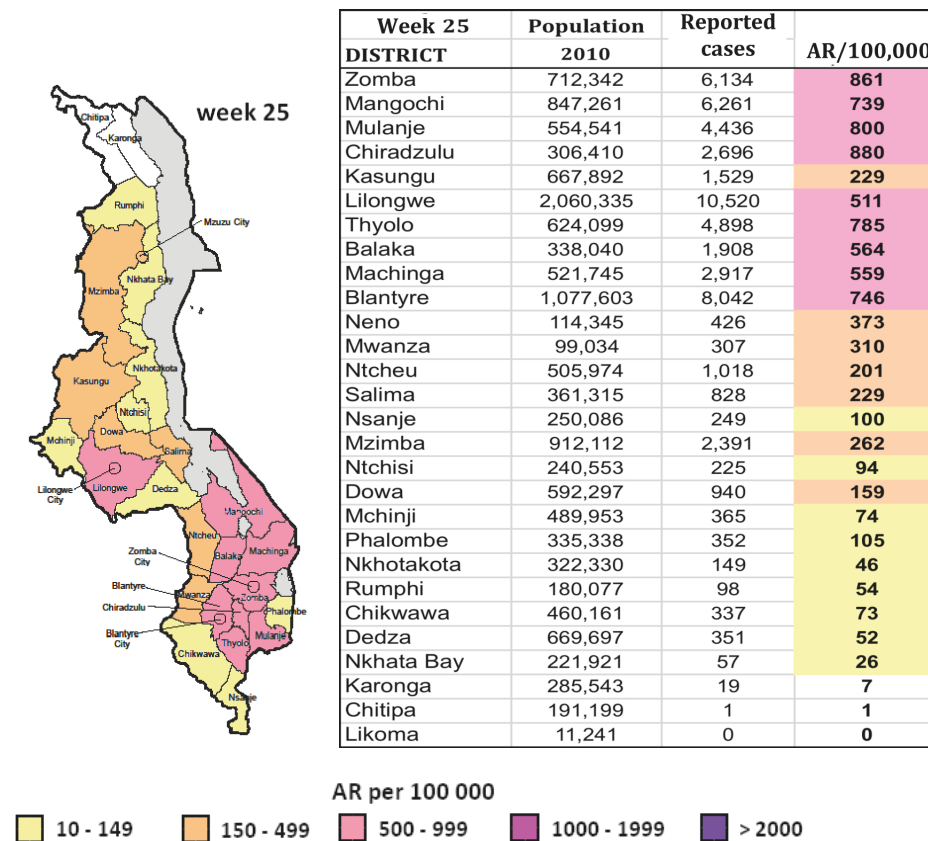 week 25
Chitipa
Karonga
Rumphi
Mzuzu City
Nkhata Bay
Mzimba
Nkhotakota
Kasungu
Ntchisi
Dowa
Mchinji
Salima
Lilongwe
Lilongwe City
Dedza
Mangochi
Ntcheu
Balaka
Machinga
Zomba City
Blantyre
Mwanza
Zomba
Chiradzulu
Phalombe
Blantyre City
Thyolo
Mulanje
Chikwawa
Nsanje
Week 25 Population Reported
DISTRICT 2010 cases AR/100,000
Zomba 712,342 6,134 861
Mangochi 847,261 6,261 739
Mulanje 554,541 4,436 800
Chiradzulu 306,410 2,696 880
Kasungu 667,892 1,529 229
Lilongwe 2,060,335 10,520 511
Thyolo 624,099 4,898 785
Balaka 338,040 1,908 564
Machinga 521,745 2,917 559
Blantyre 1,077,603 8,042 746
Neno 114,345 426 373
Mwanza 99,034 307 310
Ntcheu 505,974 1,018 201
Salima 361,315 828 229
Nsanje 250,086 249 100
Mzimba 912,112 2,391 262
Ntchisi 240,553 225 94
Dowa 592,297 940 159
Mchinji 489,953 365 74
Phalombe 335,338 352 105
Nkhotakota 322,330 149 46
Rumphi 180,077 98 54
Chikwawa 460,161 337 73
Dedza 669,697 351 52
Nkhata Bay 221,921 57 26
Karonga 285,543 19 7
Chitipa 191,199 1 1
Likoma 11,241 0 0
AR per 100 000
10 - 149 150 - 499 500 - 999 1000 - 1999 > 2000